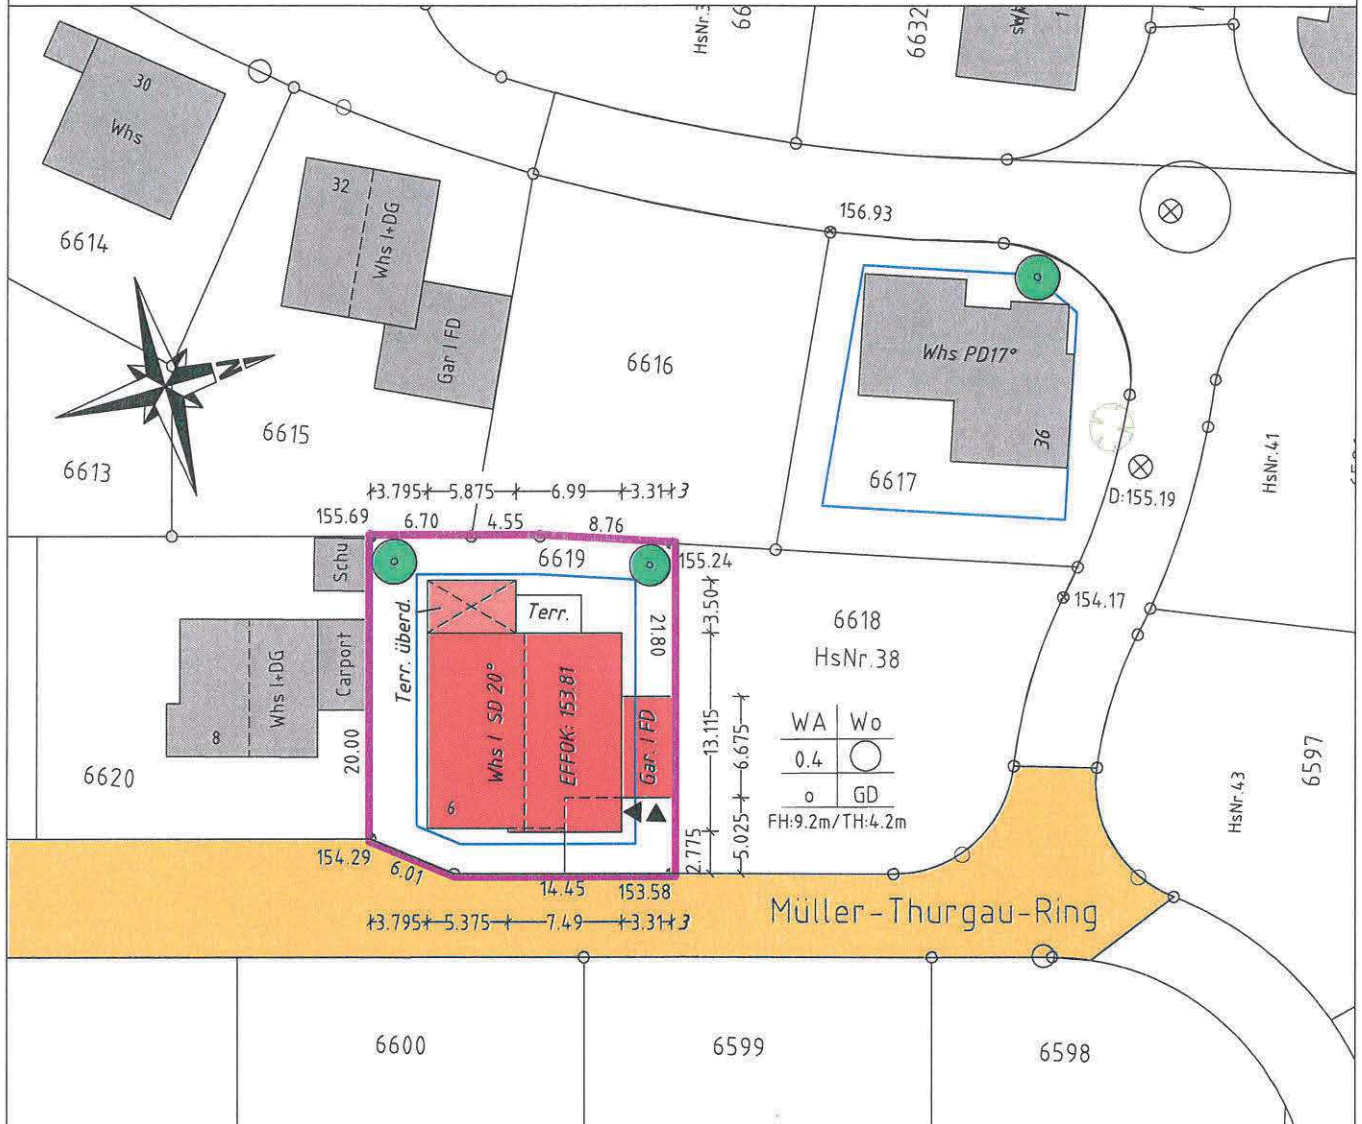 HsNr.3
6632
1
30
Whs
32
Whs I+DG
Gar I FD
6614
156.93
6616
Whs PD17°
36
6617
HsNr.41
D:155.19
N
6615
6613
3.795 5.875 6.99 3.31 3
155.69 6.70 4.55 8.76
6619
155.24
Schu
Terr. überd.
Terr.
3.50
21.80
154.17
6618
HsNr.38
Carport
Whs I+DG
8
Whs I SD 20°
EFFOK: 153.81
Gar. I FD
6
13.115
6.675
WA Wo
0.4
o GD
FH:9.2m/TH:4.2m
6597
HsNr.43
20.00
6620
2.775
5.025
154.29
6.01
14.45 153.58
3.795 5.375 7.49 3.31 3
Müller-Thurgau-Ring
6600
6599
6598